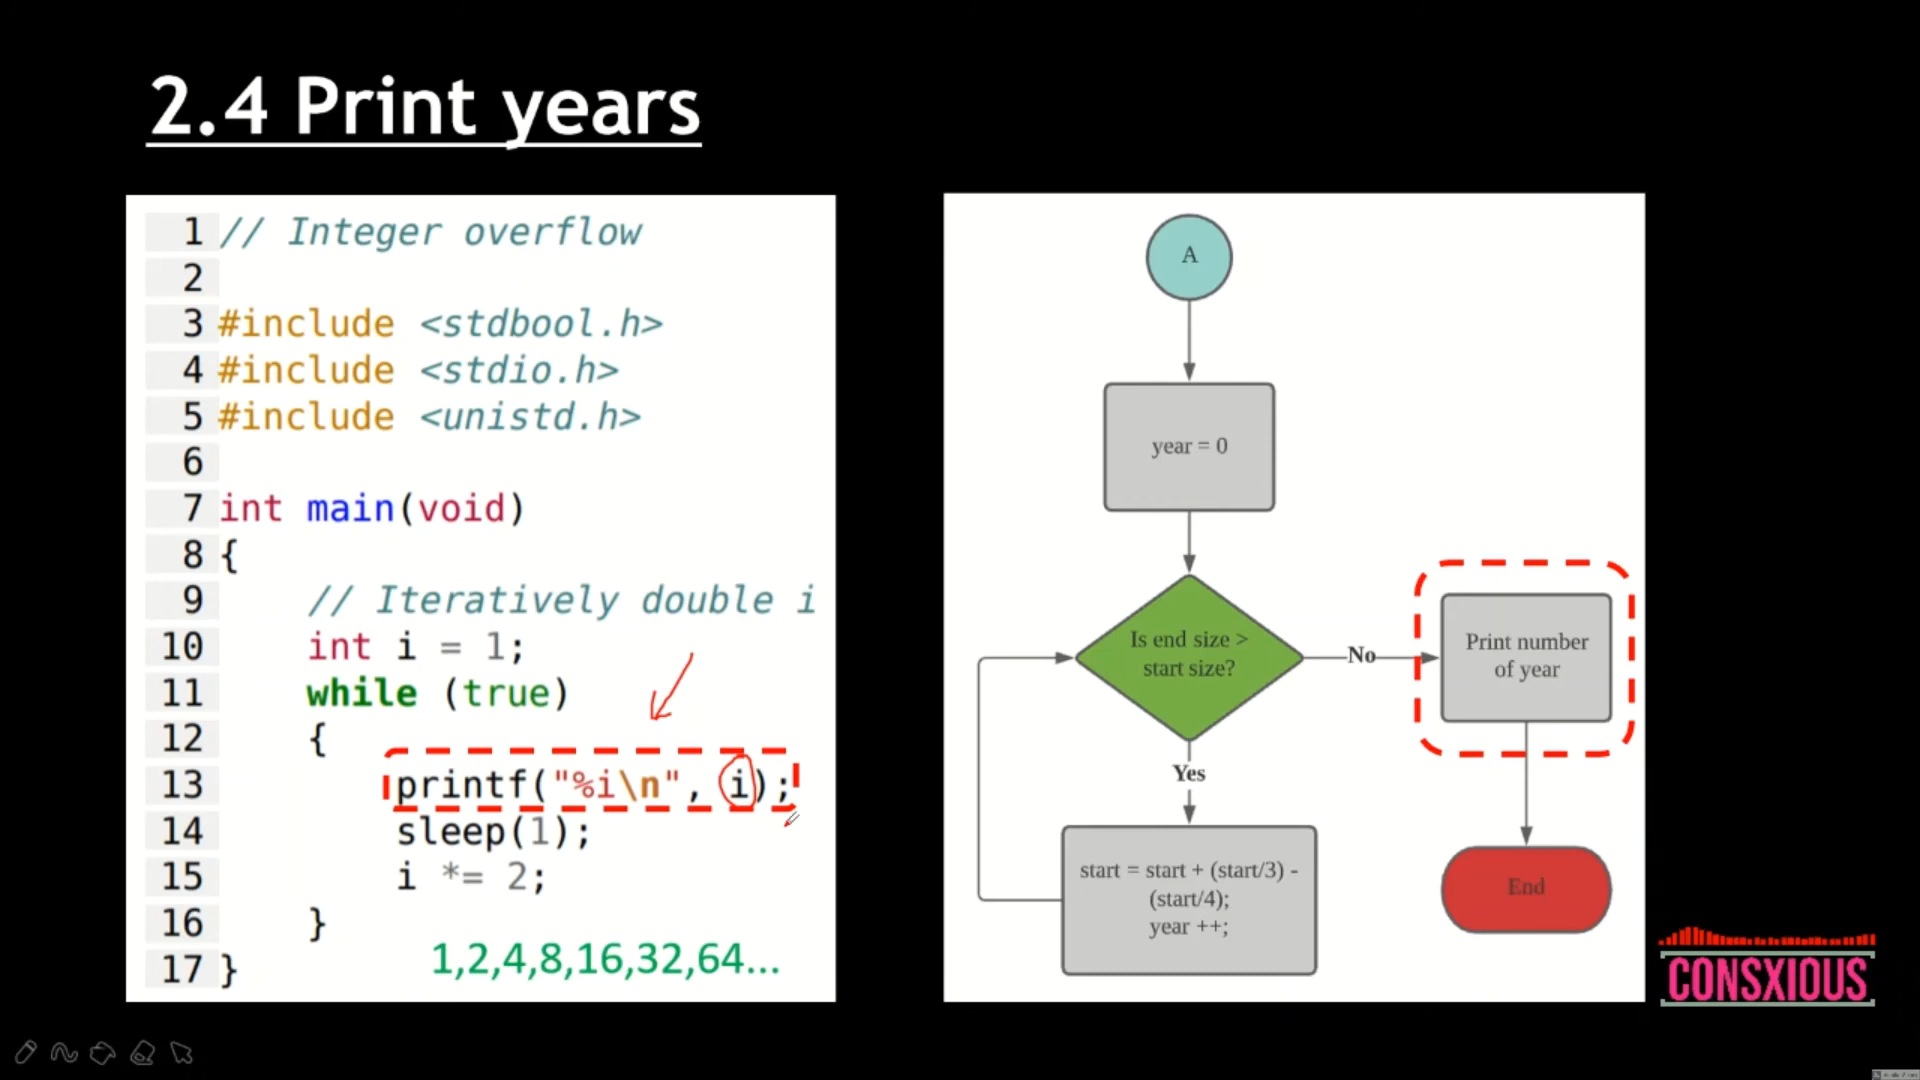 2.4 Print years
1 // Integer overflow
2
3 #include <stdbool.h>
4 #include <stdio.h>
5 #include <unistd.h>
6
7 int main(void)
8 {
9     // Iteratively double i
10     int i = 1;
11     while (true)
12     {
13         printf("%i\n", i);
14         sleep(1);
15         i *= 2;
16     }
17 }
1,2,4,8,16,32,64...
A
year = 0
Is end size >
start size?
No
Print number
of year
Yes
start = start + (start/3) -
(start/4);
year ++;
End
CONSXIOUS